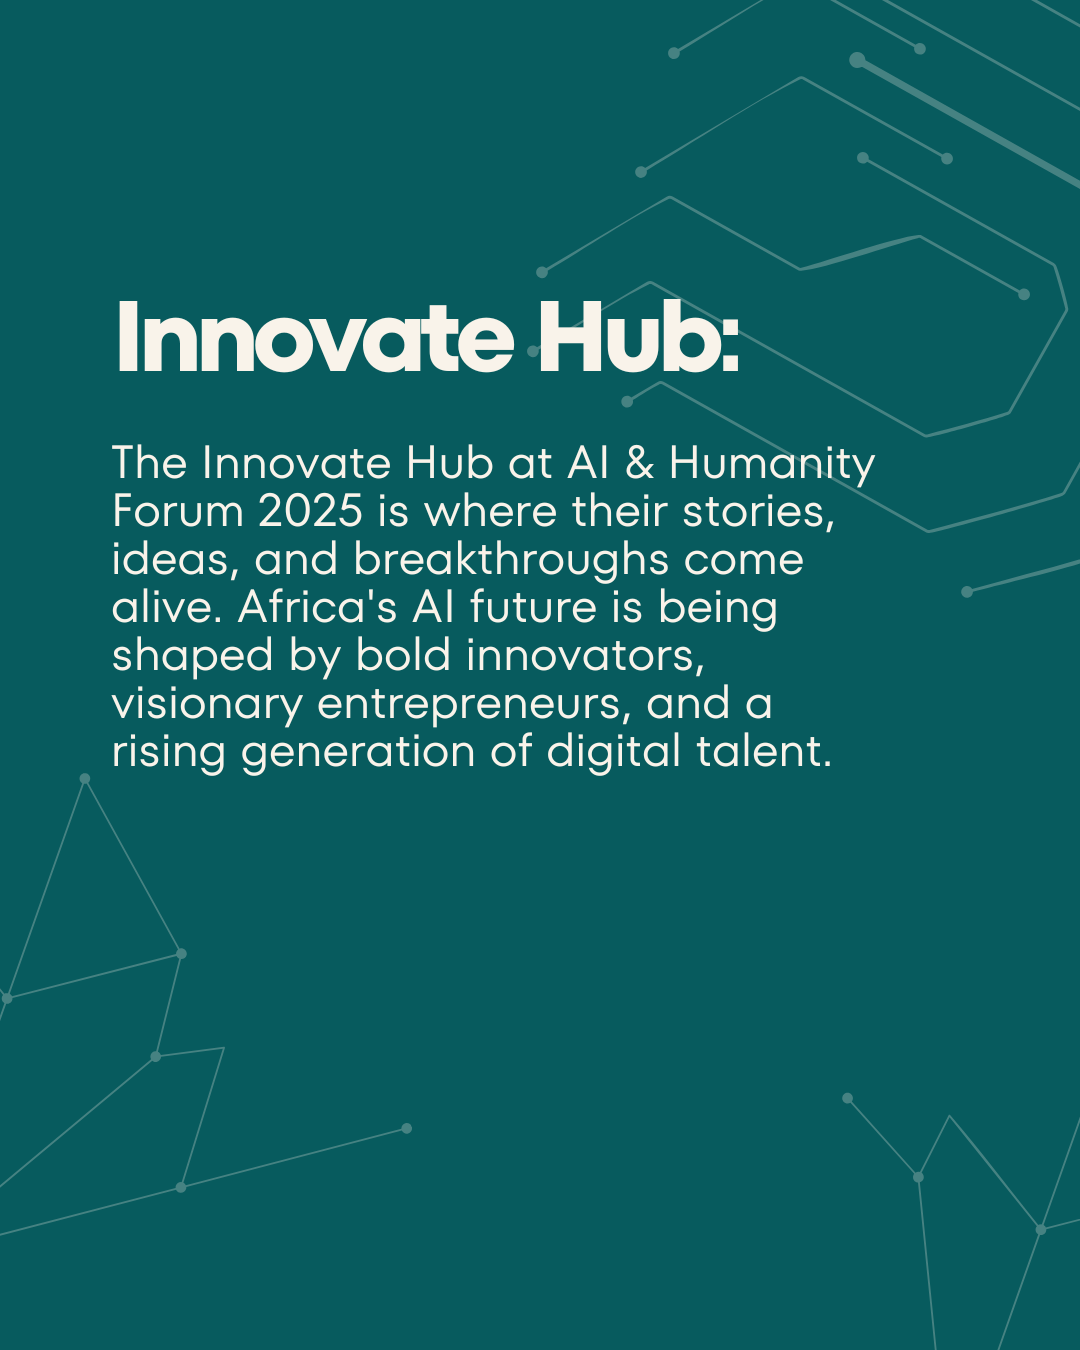 Innovate Hub:
The Innovate Hub at AI & Humanity
Forum 2025 is where their stories,
ideas, and breakthroughs come
alive. Africa's AI future is being
shaped by bold innovators,
visionary entrepreneurs, and a
rising generation of digital talent.